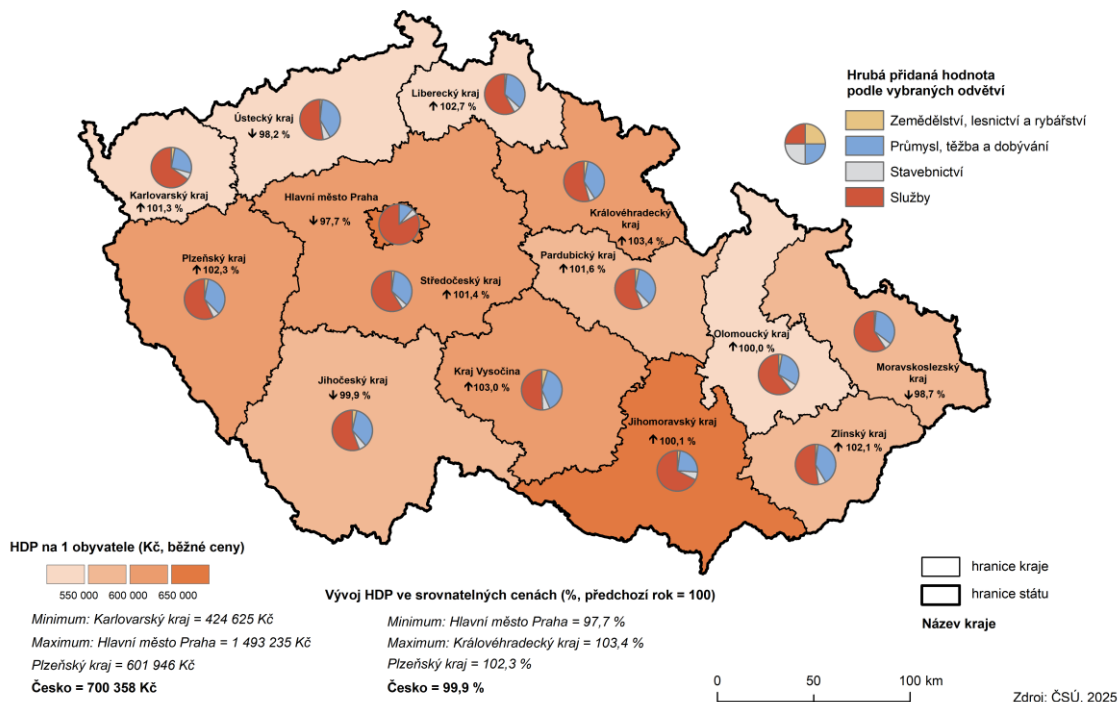 Liberecký kraj
↑ 102,7 %
Ústecký kraj
↓ 98,2 %
Karlovarský kraj
↑ 101,3 %
Hlavní město Praha
↓ 97,7 %
Královéhradecký
kraj
↑ 103,4 %
Plzeňský kraj
↑ 102,3 %
Středočeský kraj
↑ 101,4 %
Pardubický kraj
↑ 101,6 %
Olomoucký kraj
↑ 100,0 %
Moravskoslezský
kraj
↓ 98,7 %
Jihočeský kraj
↓ 99,9 %
Kraj Vysočina
↑ 103,0 %
Jihomoravský kraj
↑ 100,1 %
Zlínský kraj
↑ 102,1 %
Hrubá přidaná hodnota
podle vybraných odvětví
Zemědělství, lesnictví a rybářství
Průmysl, těžba a dobývání
Stavebnictví
Služby
HDP na 1 obyvatele (Kč, běžné ceny)
550 000 600 000 650 000
Minimum: Karlovarský kraj = 424 625 Kč
Maximum: Hlavní město Praha = 1 493 235 Kč
Plzeňský kraj = 601 946 Kč
Česko = 700 358 Kč
Vývoj HDP ve srovnatelných cenách (%, předchozí rok = 100)
Minimum: Hlavní město Praha = 97,7 %
Maximum: Královéhradecký kraj = 103,4 %
Plzeňský kraj = 102,3 %
Česko = 99,9 %
hranice kraje
hranice státu
Název kraje
0 50 100 km
Zdroj: ČSÚ, 2025